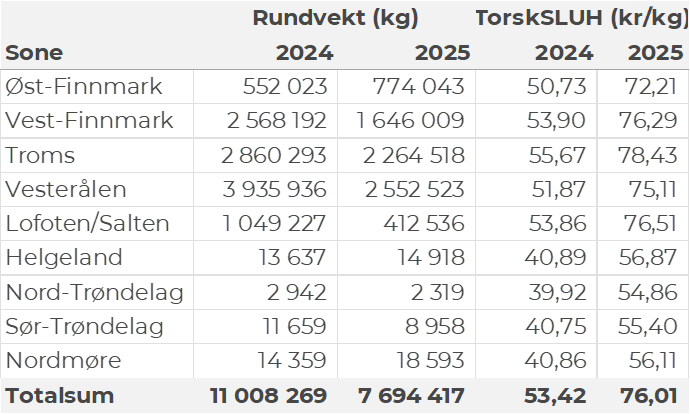 Rundvekt (kg) TorskSLUH (kr/kg)
Sone 2024 2025 2024 2025
Øst-Finnmark 552 023 774 043 50,73 72,21
Vest-Finnmark 2 568 192 1 646 009 53,90 76,29
Troms 2 860 293 2 264 518 55,67 78,43
Vesterålen 3 935 936 2 552 523 51,87 75,11
Lofoten/Salten 1 049 227 412 536 53,86 76,51
Helgeland 13 637 14 918 40,89 56,87
Nord-Trøndelag 2 942 2 319 39,92 54,86
Sør-Trøndelag 11 659 8 958 40,75 55,40
Nordmøre 14 359 18 593 40,86 56,11
Totalsum 11 008 269 7 694 417 53,42 76,01